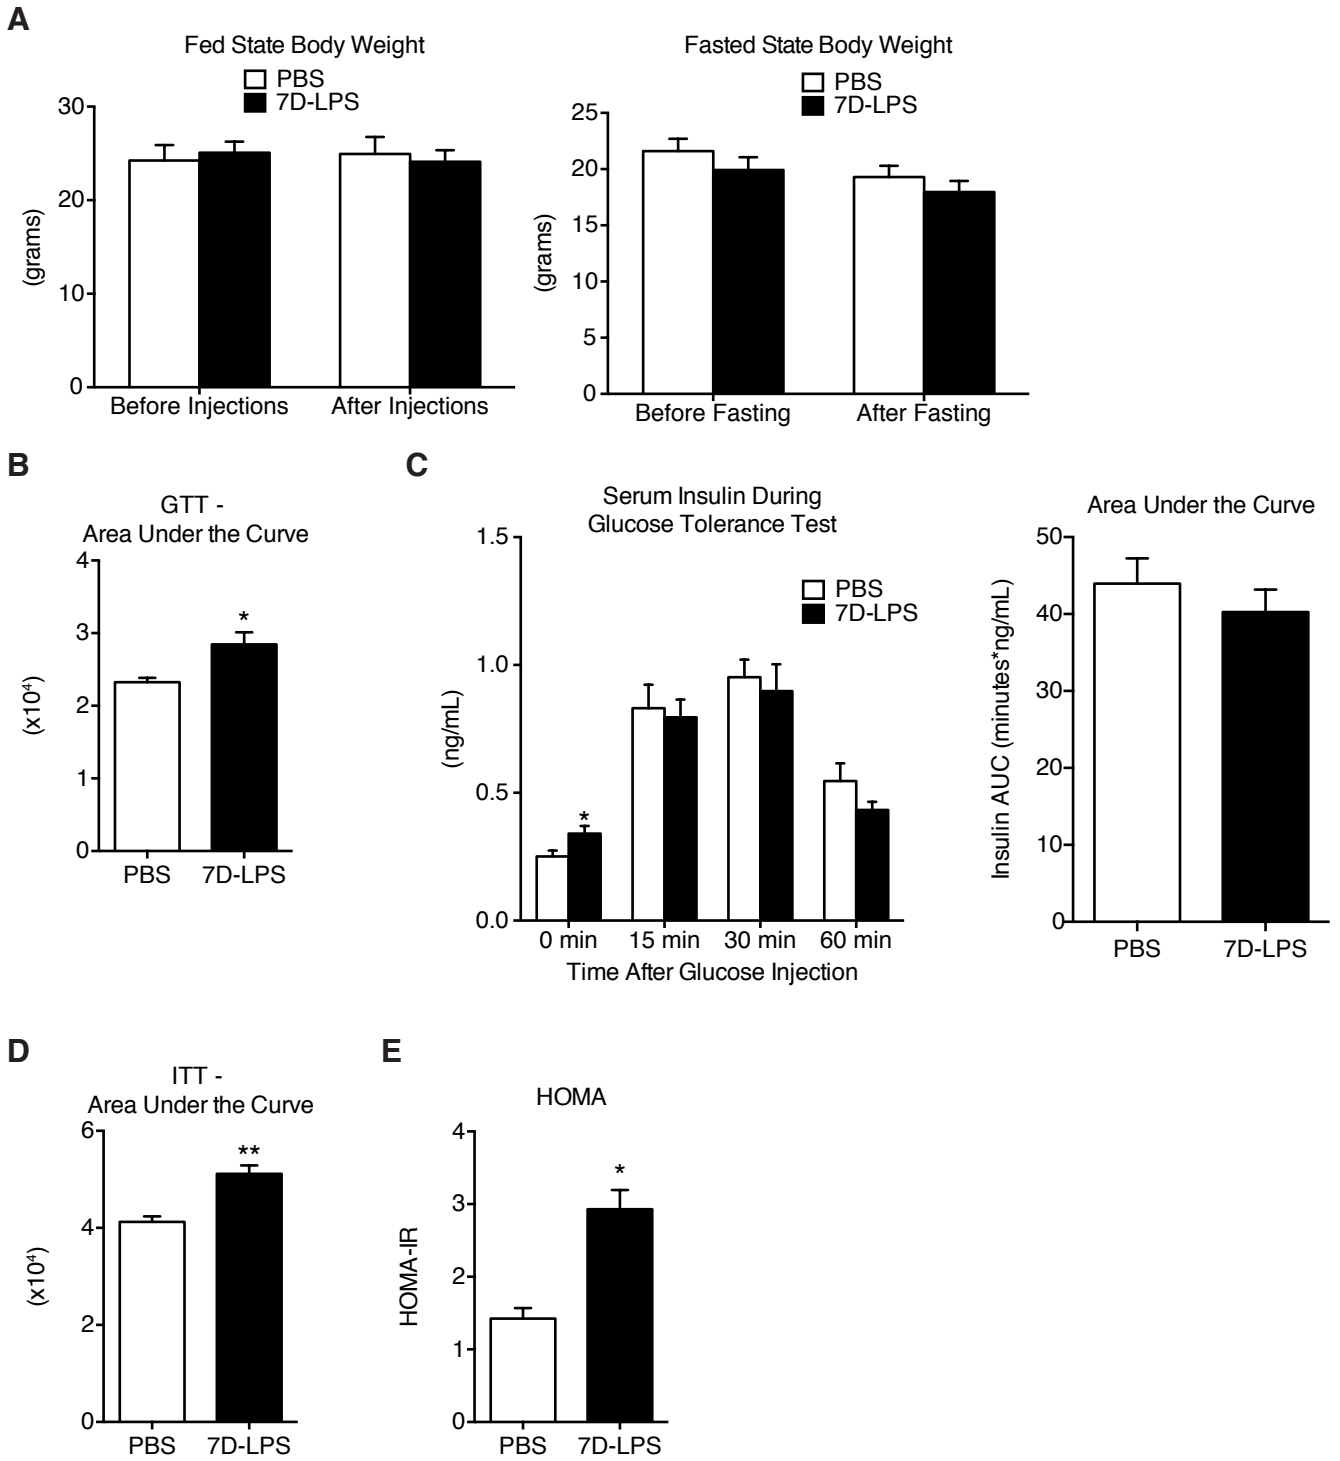 A
Fed State Body Weight
PBS
7D-LPS
30
20
10
0
(grams)
Before Injections
After Injections
Fasted State Body Weight
PBS
7D-LPS
25
20
15
10
5
0
(grams)
Before Fasting
After Fasting
B
GTT -
Area Under the Curve
4
3
2
1
0
(x10⁴)
*
PBS
7D-LPS
C
Serum Insulin During
Glucose Tolerance Test
PBS
7D-LPS
1.5
1.0
0.5
0.0
(ng/mL)
*
0 min
15 min
30 min
60 min
Time After Glucose Injection
Area Under the Curve
50
40
30
20
10
0
Insulin AUC (minutes*ng/mL)
PBS
7D-LPS
D
ITT -
Area Under the Curve
6
4
2
0
(x10⁴)
**
PBS
7D-LPS
E
HOMA
4
3
2
1
0
HOMA-IR
*
PBS
7D-LPS